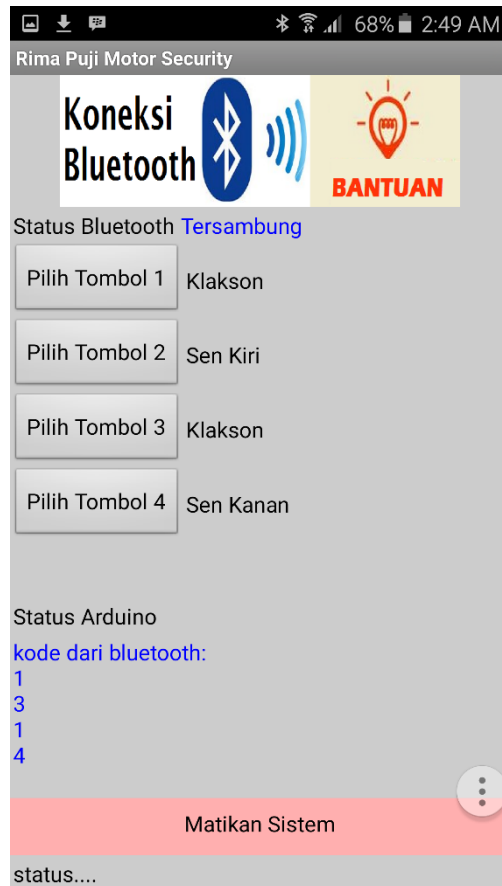 68% 2:49 AM
Rima Puji Motor Security
Koneksi
Bluetooth
BANTUAN
Status Bluetooth Tersambung
Pilih Tombol 1 Klakson
Pilih Tombol 2 Sen Kiri
Pilih Tombol 3 Klakson
Pilih Tombol 4 Sen Kanan
Status Arduino
kode dari bluetooth:
1
3
1
4
Matikan Sistem
status....